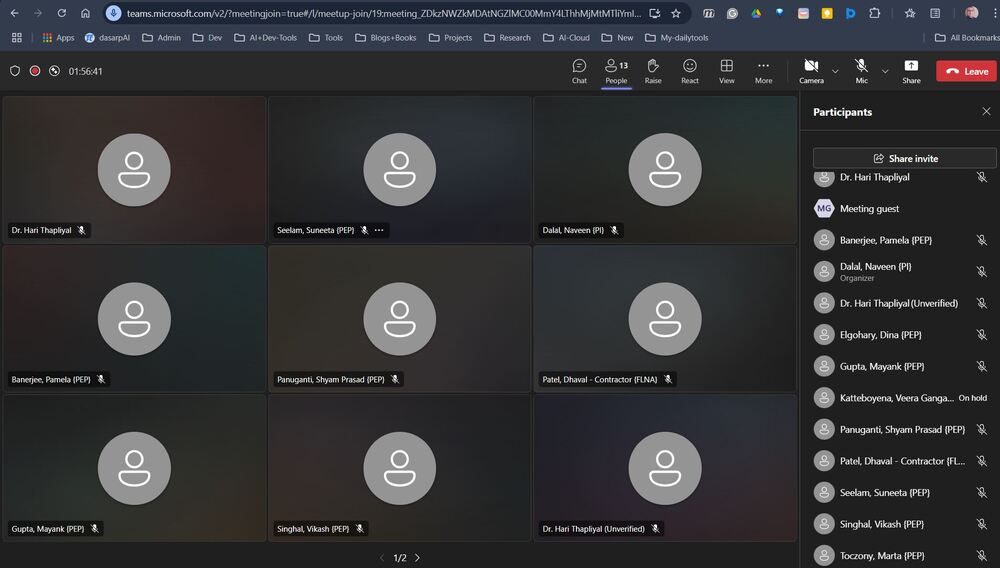 teams.microsoft.com/v2/?meetingjoin=true#/l/meetup-join/19:meeting_ZDkzNWZkMDAtNGZlMC00MmY4LThhMjMtMTliYmI...
Apps dasarpAI Admin Dev AI+Dev-Tools Tools Blogs+Books Projects Research AI-Cloud New My-dailytools All Bookmarks
01:56:41
13
Chat People Raise React View More Camera Mic Share Leave
Participants
Share invite
Dr. Hari Thapliyal
MG Meeting guest
Banerjee, Pamela {PEP}
Dalal, Naveen {PI}
Organizer
Dr. Hari Thapliyal (Unverified)
Elgohary, Dina {PEP}
Gupta, Mayank {PEP}
Katteboyena, Veera Ganga... On hold
Panuganti, Shyam Prasad {PEP}
Patel, Dhaval - Contractor {FL...
Seelam, Suneeta {PEP}
Singhal, Vikash {PEP}
Toczony, Marta {PEP}
Dr. Hari Thapliyal
Seelam, Suneeta {PEP}
Dalal, Naveen {PI}
Banerjee, Pamela {PEP}
Panuganti, Shyam Prasad {PEP}
Patel, Dhaval - Contractor {FLNA}
Gupta, Mayank {PEP}
Singhal, Vikash {PEP}
Dr. Hari Thapliyal (Unverified)
1/2